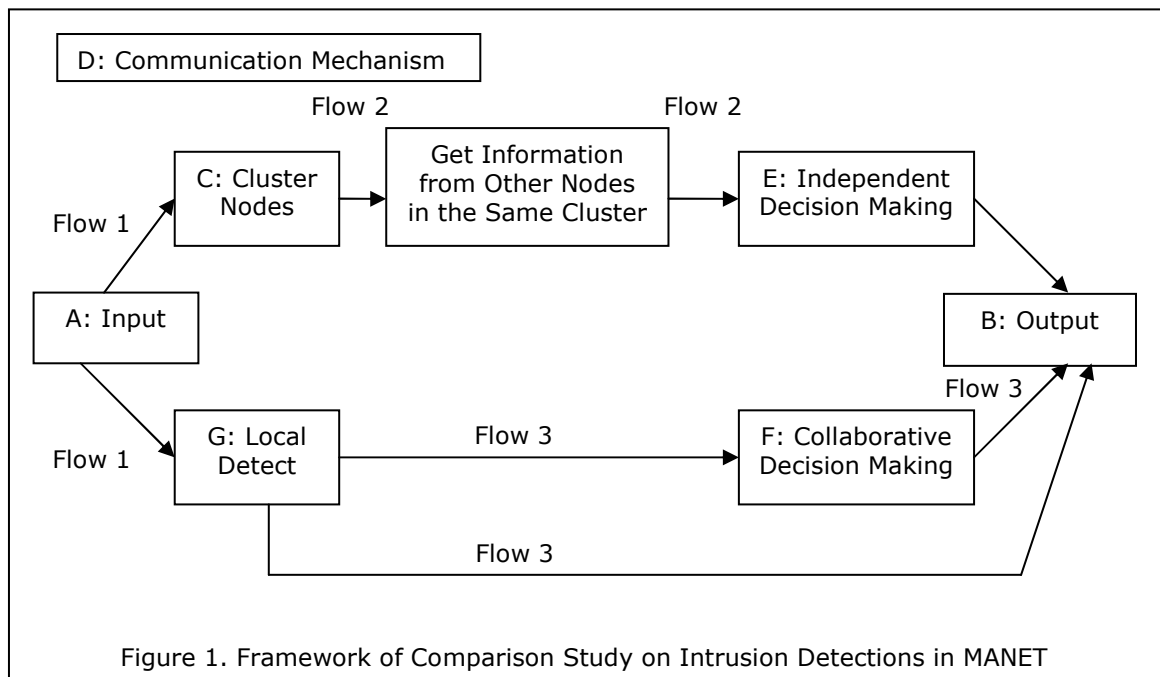 D: Communication Mechanism
Flow 2
Flow 2
C: Cluster
Nodes
Get Information
from Other Nodes
in the Same Cluster
E: Independent
Decision Making
Flow 1
A: Input
B: Output
Flow 1
G: Local
Detect
Flow 3
F: Collaborative
Decision Making
Flow 3
Flow 3
Figure 1. Framework of Comparison Study on Intrusion Detections in MANET